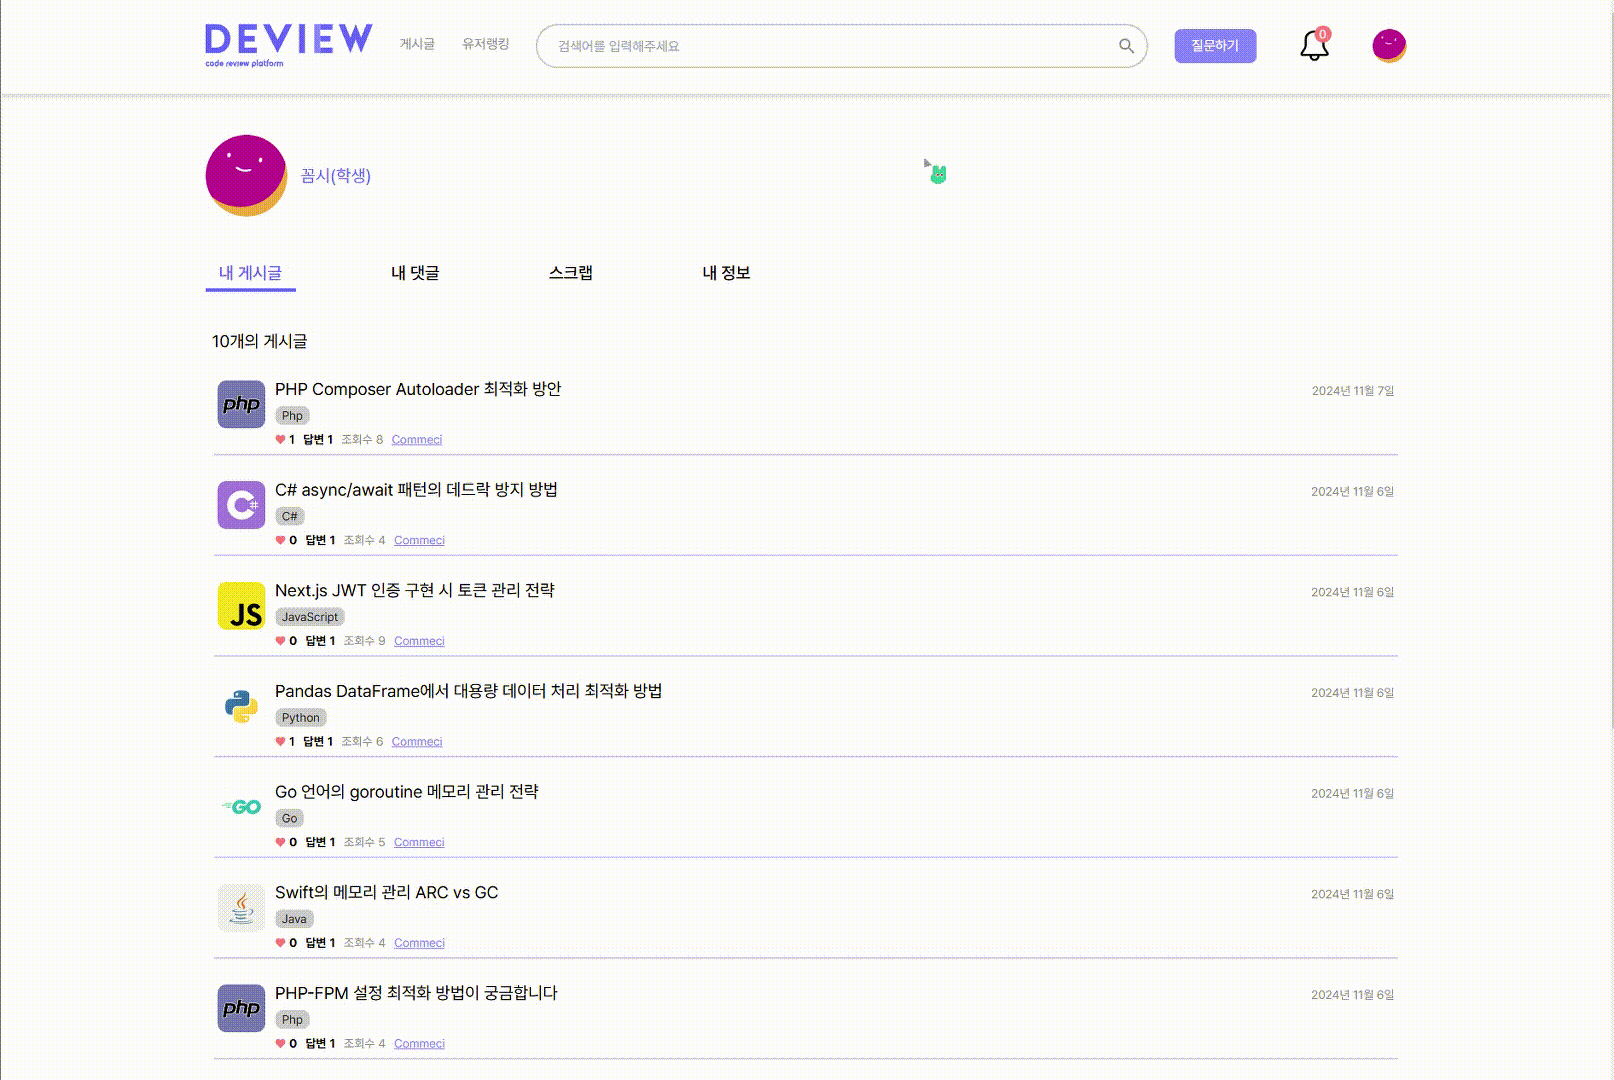 DEVIEW
code review platform
게시글 유저랭킹 검색어를 입력해주세요 질문하기 0
꼼시(학생)
내 게시글 내 댓글 스크랩 내 정보
10개의 게시글
php PHP Composer Autoloader 최적화 방안 2024년 11월 7일
Php
1 답변 1 조회수 8 Commeci
C# C# async/await 패턴의 데드락 방지 방법 2024년 11월 6일
C#
0 답변 1 조회수 4 Commeci
JS Next.js JWT 인증 구현 시 토큰 관리 전략 2024년 11월 6일
JavaScript
0 답변 1 조회수 9 Commeci
Pandas DataFrame에서 대용량 데이터 처리 최적화 방법 2024년 11월 6일
Python
1 답변 1 조회수 6 Commeci
GO Go 언어의 goroutine 메모리 관리 전략 2024년 11월 6일
Go
0 답변 1 조회수 5 Commeci
Swift의 메모리 관리 ARC vs GC 2024년 11월 6일
Java
0 답변 1 조회수 4 Commeci
php PHP-FPM 설정 최적화 방법이 궁금합니다 2024년 11월 6일
Php
0 답변 1 조회수 4 Commeci